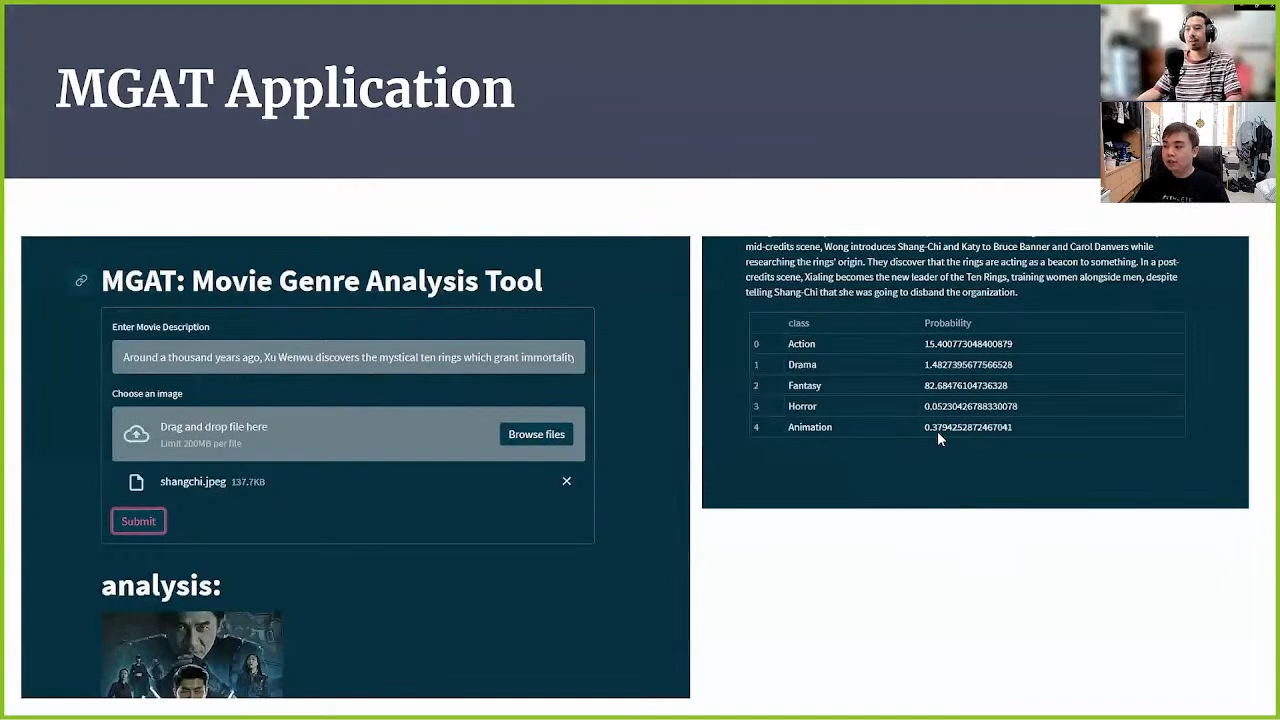 MGAT Application
MGAT: Movie Genre Analysis Tool
Enter Movie Description
Around a thousand years ago, Xu Wenwu discovers the mystical ten rings which grant immortality
Choose an image
Drag and drop file here
Limit 200MB per file
Browse files
shangchi.jpeg 137.7KB
Submit
analysis:
mid-credits scene, Wong introduces Shang-Chi and Katy to Bruce Banner and Carol Danvers while
researching the rings' origin. They discover that the rings are acting as a beacon to something. In a post-
credits scene, Xialing becomes the new leader of the Ten Rings, training women alongside men, despite
telling Shang-Chi that she was going to disband the organization.
class Probability
0 Action 15.400773048400879
1 Drama 1.4827395677566528
2 Fantasy 82.68476104736328
3 Horror 0.05230426788330078
4 Animation 0.3794252872467041